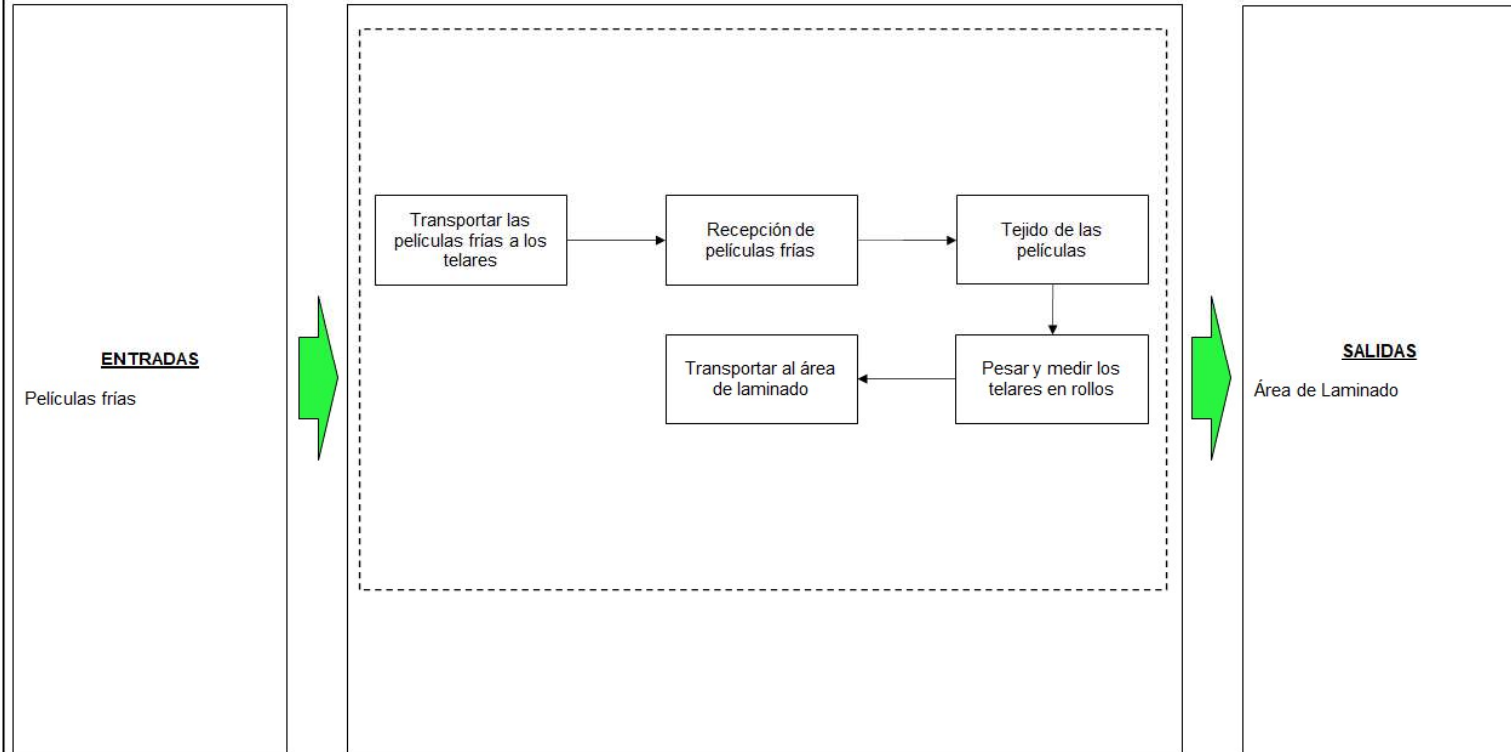 ENTRADAS
Películas frías
Transportar las
películas frías a los
telares
Recepción de
películas frías
Tejido de las
películas
Pesar y medir los
telares en rollos
Transportar al área
de laminado
SALIDAS
Área de Laminado